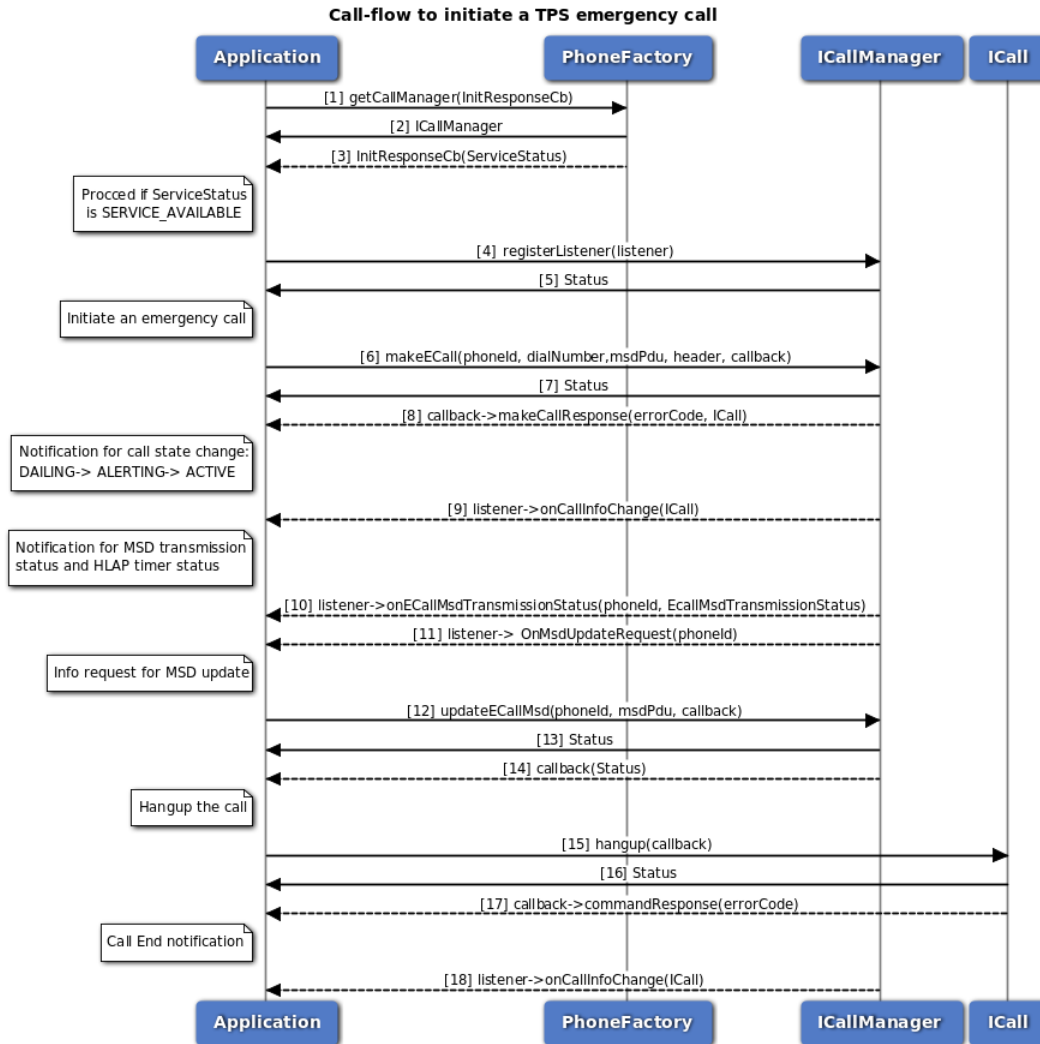 Call-flow to initiate a TPS emergency call
Application
PhoneFactory
ICallManager
ICall
[1] getCallManager(InitResponseCb)
[2] ICallManager
[3] InitResponseCb(ServiceStatus)
Procced if ServiceStatus
is SERVICE_AVAILABLE
[4] registerListener(listener)
[5] Status
Initiate an emergency call
[6] makeECall(phoneId, dialNumber,msdPdu, header, callback)
[7] Status
[8] callback->makeCallResponse(errorCode, ICall)
Notification for call state change:
DAILING-> ALERTING-> ACTIVE
[9] listener->onCallInfoChange(ICall)
Notification for MSD transmission
status and HLAP timer status
[10] listener->onECallMsdTransmissionStatus(phoneId, EcallMsdTransmissionStatus)
[11] listener-> OnMsdUpdateRequest(phoneId)
Info request for MSD update
[12] updateECallMsd(phoneId, msdPdu, callback)
[13] Status
[14] callback(Status)
Hangup the call
[15] hangup(callback)
[16] Status
[17] callback->commandResponse(errorCode)
Call End notification
[18] listener->onCallInfoChange(ICall)
Application
PhoneFactory
ICallManager
ICall